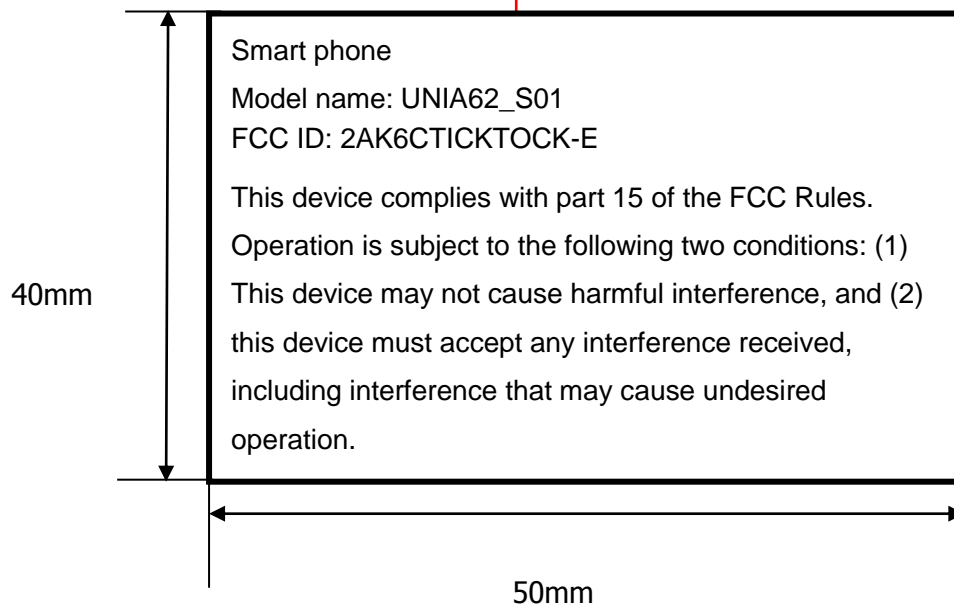 Smart phone
Model name: UNIA62_S01
FCC ID: 2AK6CTICKTOCK-E
This device complies with part 15 of the FCC Rules.
Operation is subject to the following two conditions: (1)
This device may not cause harmful interference, and (2)
this device must accept any interference received,
including interference that may cause undesired
operation.
40mm
50mm